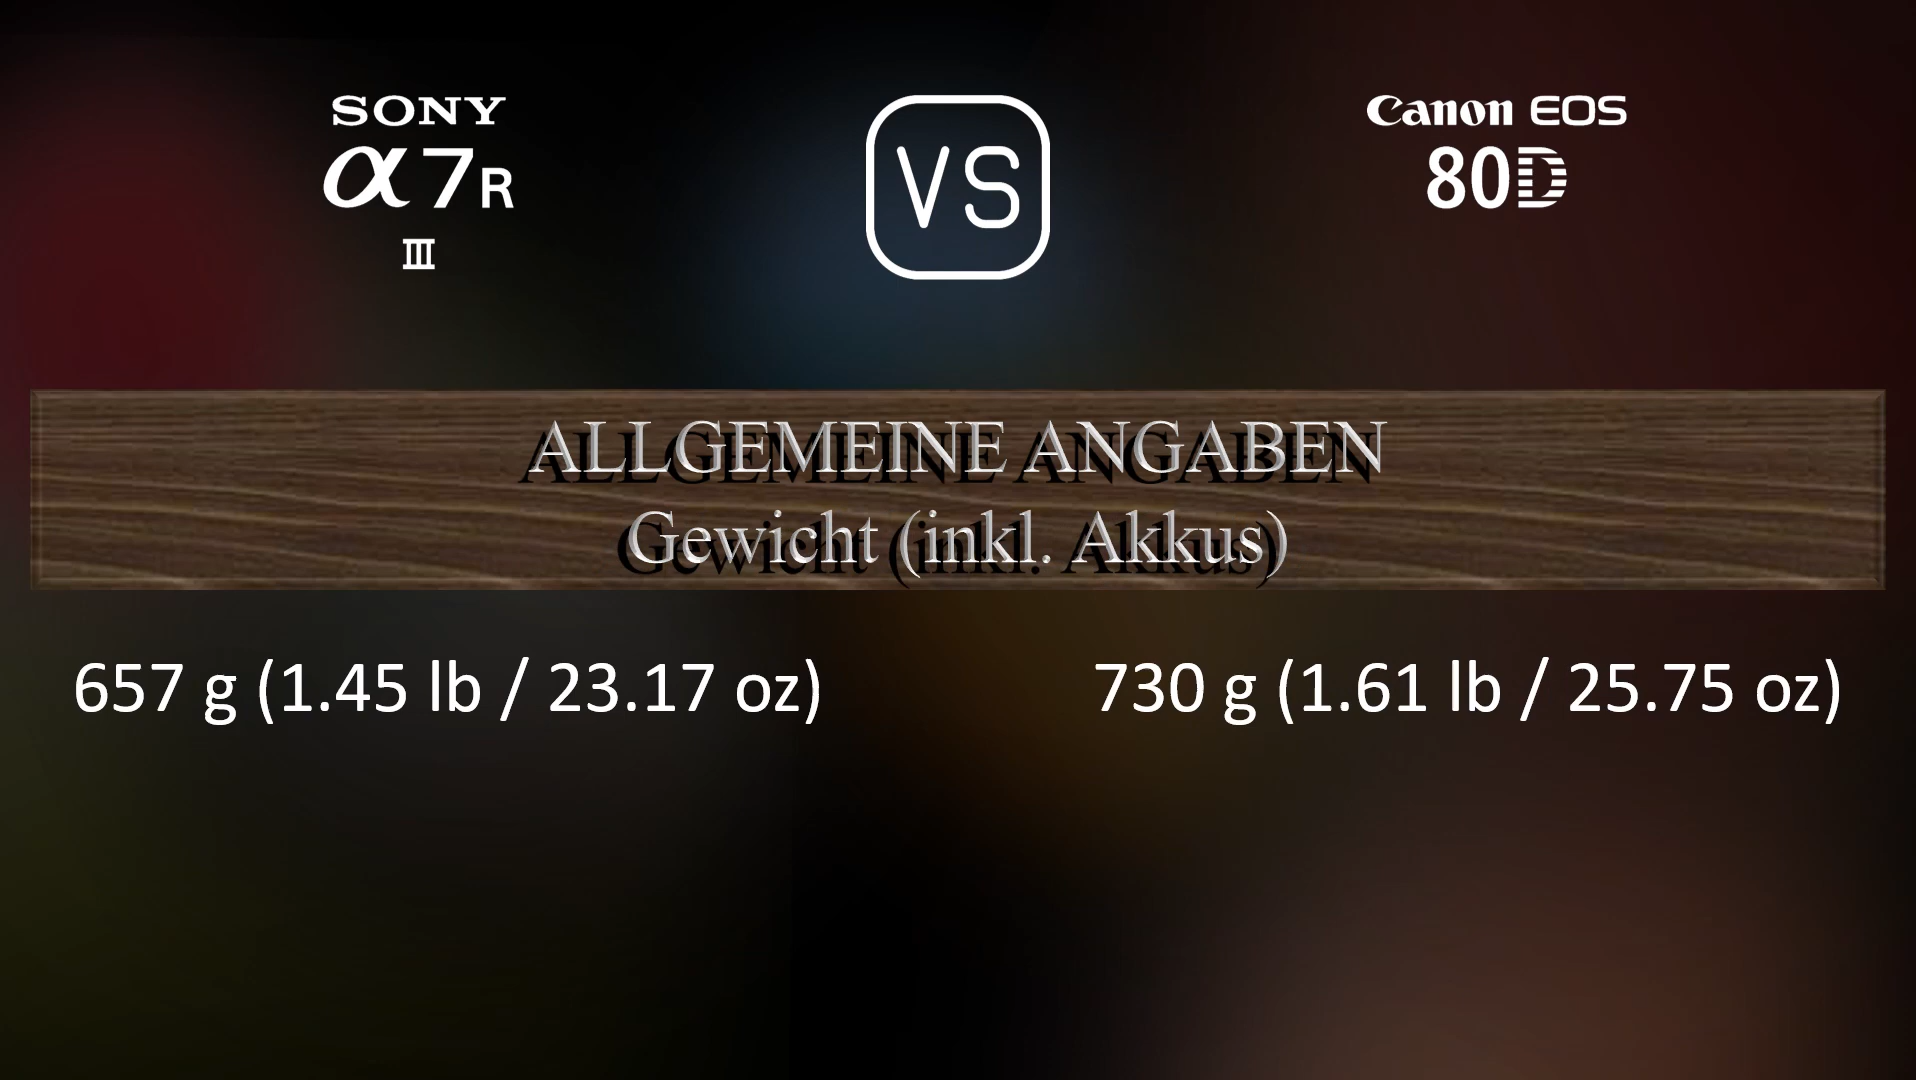 SONY
α7R
III
VS
Canon EOS
80D
ALLGEMEINE ANGABEN
Gewicht (inkl. Akkus)
657 g (1.45 lb / 23.17 oz)
730 g (1.61 lb / 25.75 oz)